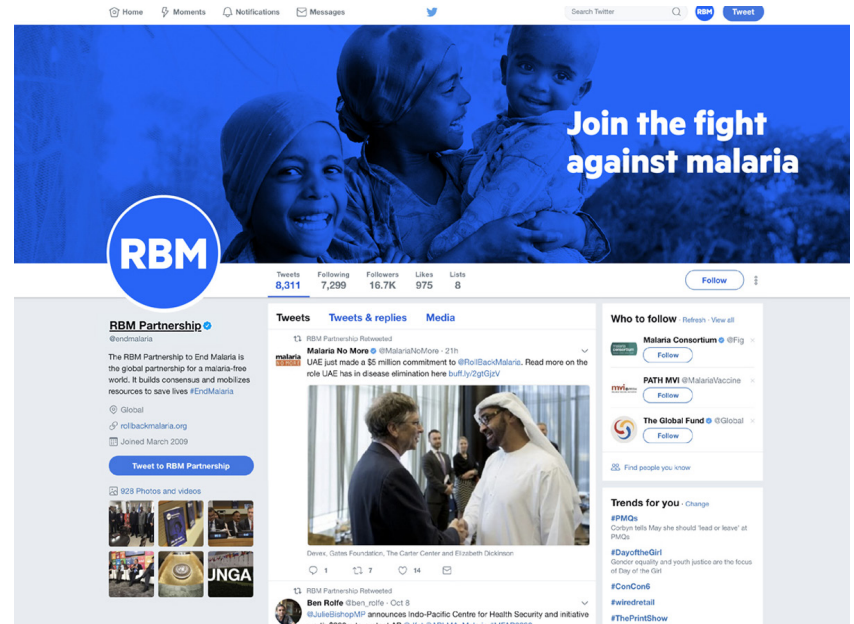 Home Moments Notifications Messages Search Twitter RBM Tweet
Join the fight
against malaria
RBM
Tweets Following Followers Likes Lists
8,311 7,299 16.7K 975 8
Follow
RBM Partnership
@endmalaria
The RBM Partnership to End Malaria is
the global partnership for a malaria-free
world. It builds consensus and mobilizes
resources to save lives #EndMalaria
Global
rollbackmalaria.org
Joined March 2009
Tweet to RBM Partnership
928 Photos and videos
UNGA
Tweets Tweets & replies Media
RBM Partnership Retweeted
malaria
NO MORE
Malaria No More @MalariaNoMore · 21h
UAE just made a $5 million commitment to @RollBackMalaria. Read more on the
role UAE has in disease elimination here buff.ly/2gtGjzV
Devex, Gates Foundation, The Carter Center and Elizabeth Dickinson
1 7 14
RBM Partnership Retweeted
Ben Rolfe @ben_rolfe · Oct 8
@JulieBishopMP announces Indo-Pacific Centre for Health Security and initiative
Who to follow · Refresh · View all
Malaria Consortium @Fig
Follow
PATH MVI @MalariaVaccine
Follow
The Global Fund @Global
Follow
Find people you know
Trends for you · Change
#PMQs
Corbyn tells May she should 'lead or leave' at
PMQs
#DayoftheGirl
Gender equality and youth justice are the focus
of Day of the Girl
#ConCon6
#wiredretail
#ThePrintShow